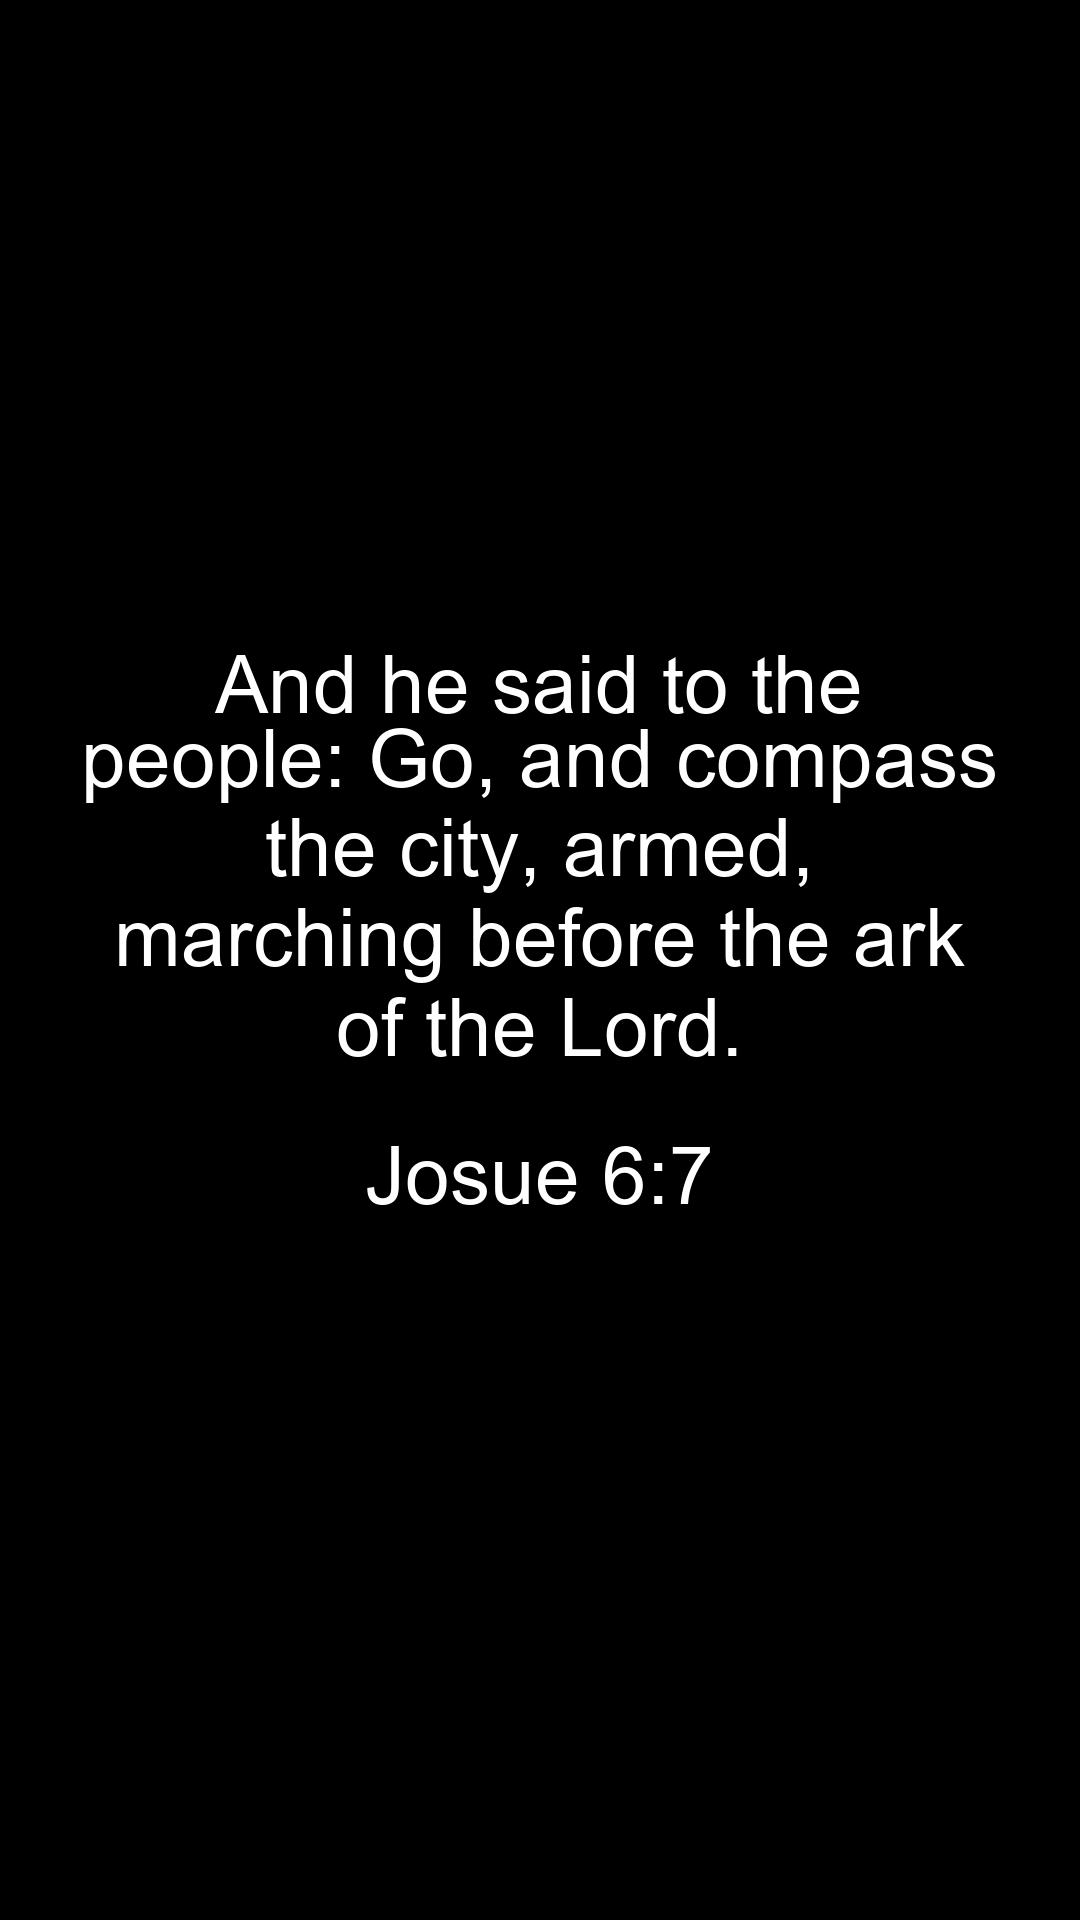 And he said to the
people: Go, and compass
the city, armed,
marching before the ark
of the Lord.
Josue 6:7